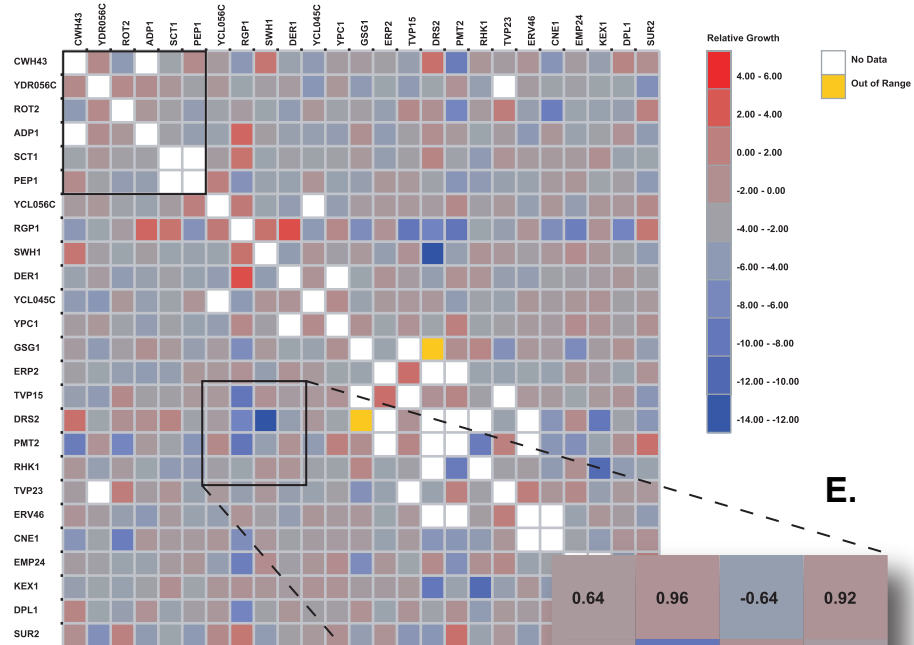 CWH43
YDR056C
ROT2
ADP1
SCT1
PEP1
YCL056C
RGP1
SWH1
DER1
YCL045C
YPC1
GSG1
ERP2
TVP15
DRS2
PMT2
RHK1
TVP23
ERV46
CNE1
EMP24
KEX1
DPL1
SUR2
Relative Growth
4.00 - 6.00
2.00 - 4.00
0.00 - 2.00
-2.00 - 0.00
-4.00 - -2.00
-6.00 - -4.00
-8.00 - -6.00
-10.00 - -8.00
-12.00 - -10.00
-14.00 - -12.00
No Data
Out of Range
CWH43
YDR056C
ROT2
ADP1
SCT1
PEP1
YCL056C
RGP1
SWH1
DER1
YCL045C
YPC1
GSG1
ERP2
TVP15
DRS2
PMT2
RHK1
TVP23
ERV46
CNE1
EMP24
KEX1
DPL1
SUR2
E.
0.64 0.96 -0.64 0.92